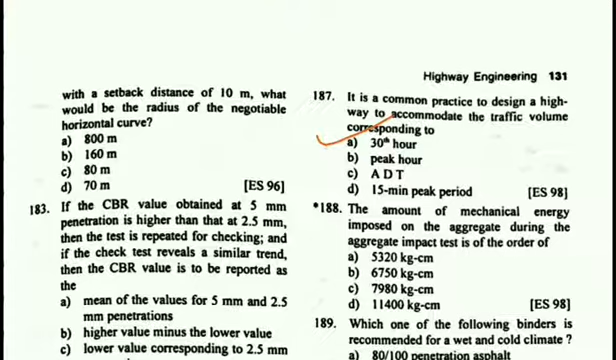 Highway Engineering 131
with a setback distance of 10 m, what
would be the radius of the negotiable
horizontal curve?
a) 800 m
b) 160 m
c) 80 m
d) 70 m [ES 96]
183. If the CBR value obtained at 5 mm
penetration is higher than that at 2.5 mm,
then the test is repeated for checking; and
if the check test reveals a similar trend,
then the CBR value is to be reported as
the
a) mean of the values for 5 mm and 2.5
mm penetrations
b) higher value minus the lower value
c) lower value corresponding to 2.5 mm
187. It is a common practice to design a high-
way to accommodate the traffic volume
corresponding to
a) 30th hour
b) peak hour
c) A D T
d) 15-min peak period [ES 98]
*188. The amount of mechanical energy
imposed on the aggregate during the
aggregate impact test is of the order of
a) 5320 kg-cm
b) 6750 kg-cm
c) 7980 kg-cm
d) 11400 kg-cm [ES 98]
189. Which one of the following binders is
recommended for a wet and cold climate ?
a) 80/100 penetration asphalt